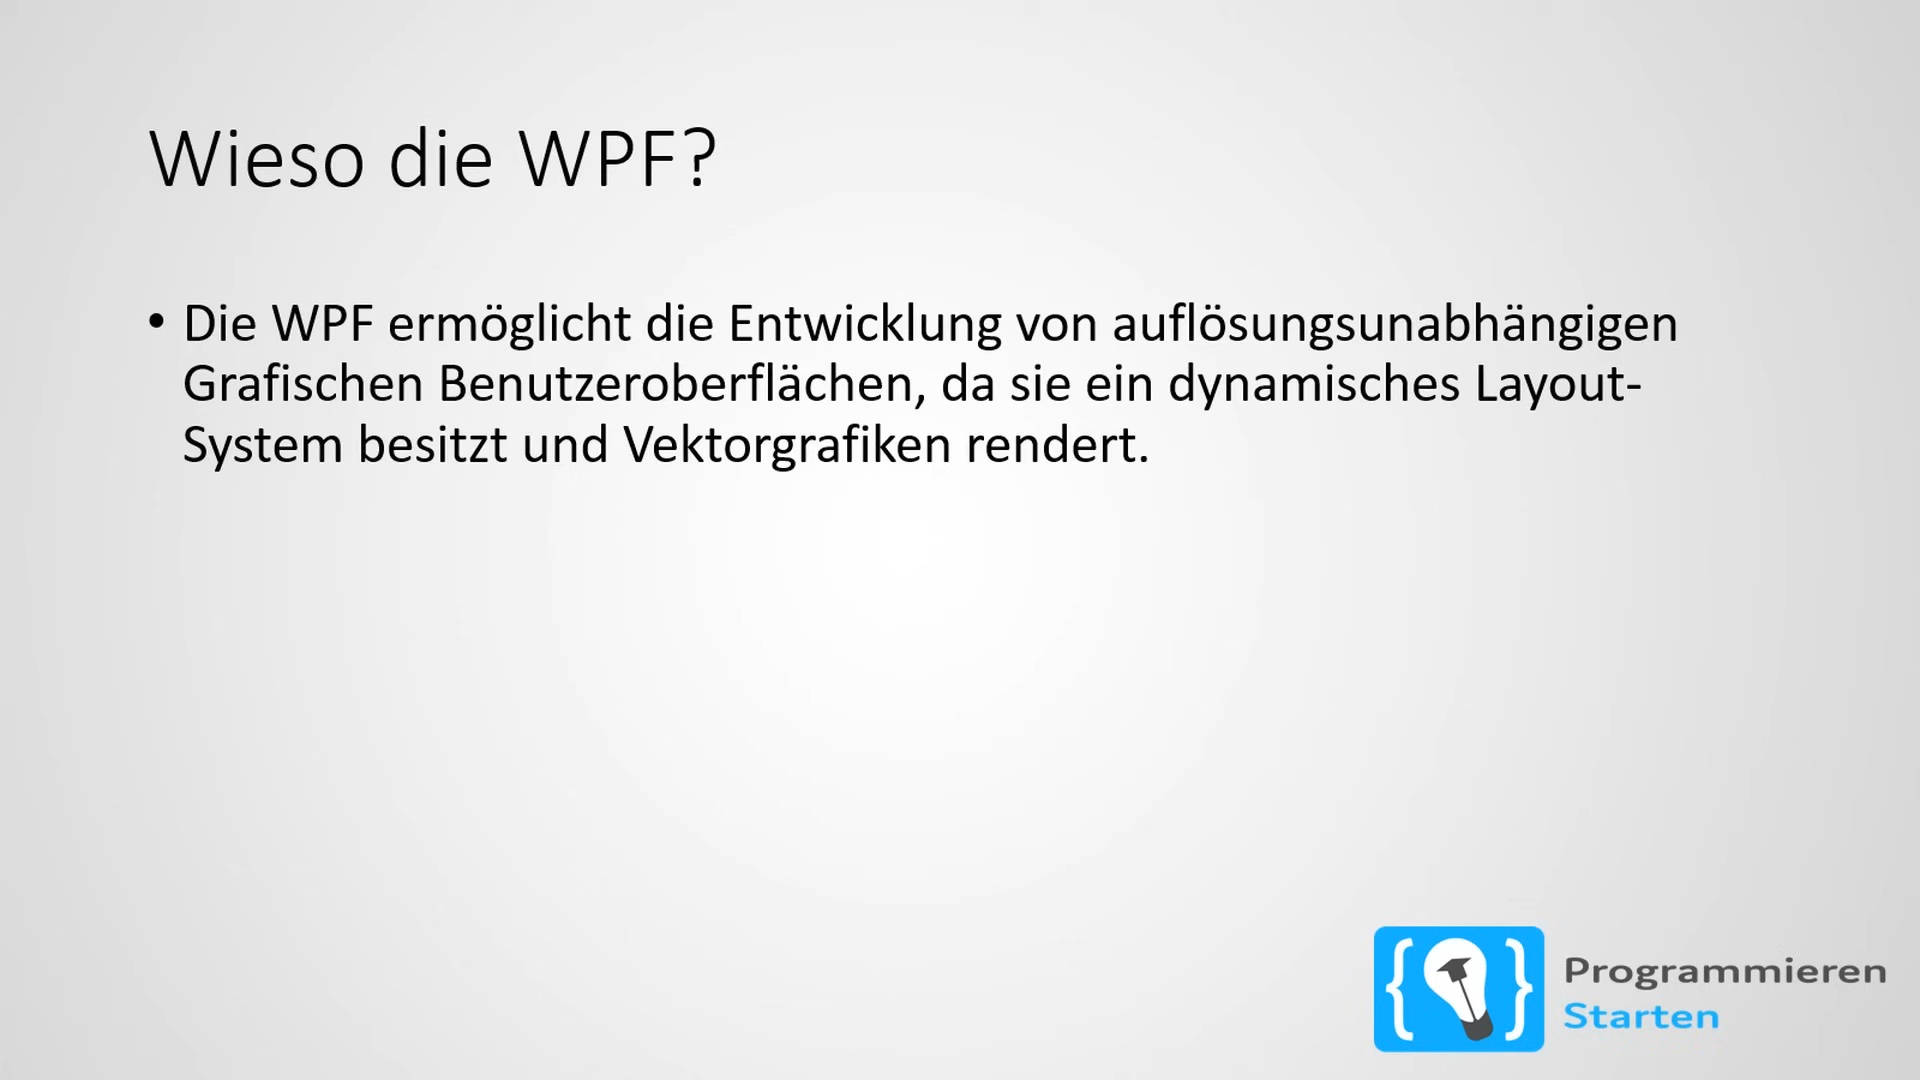 Wieso die WPF?
• Die WPF ermöglicht die Entwicklung von auflösungsunabhängigen
Grafischen Benutzeroberflächen, da sie ein dynamisches Layout-
System besitzt und Vektorgrafiken rendert.
Programmieren
Starten